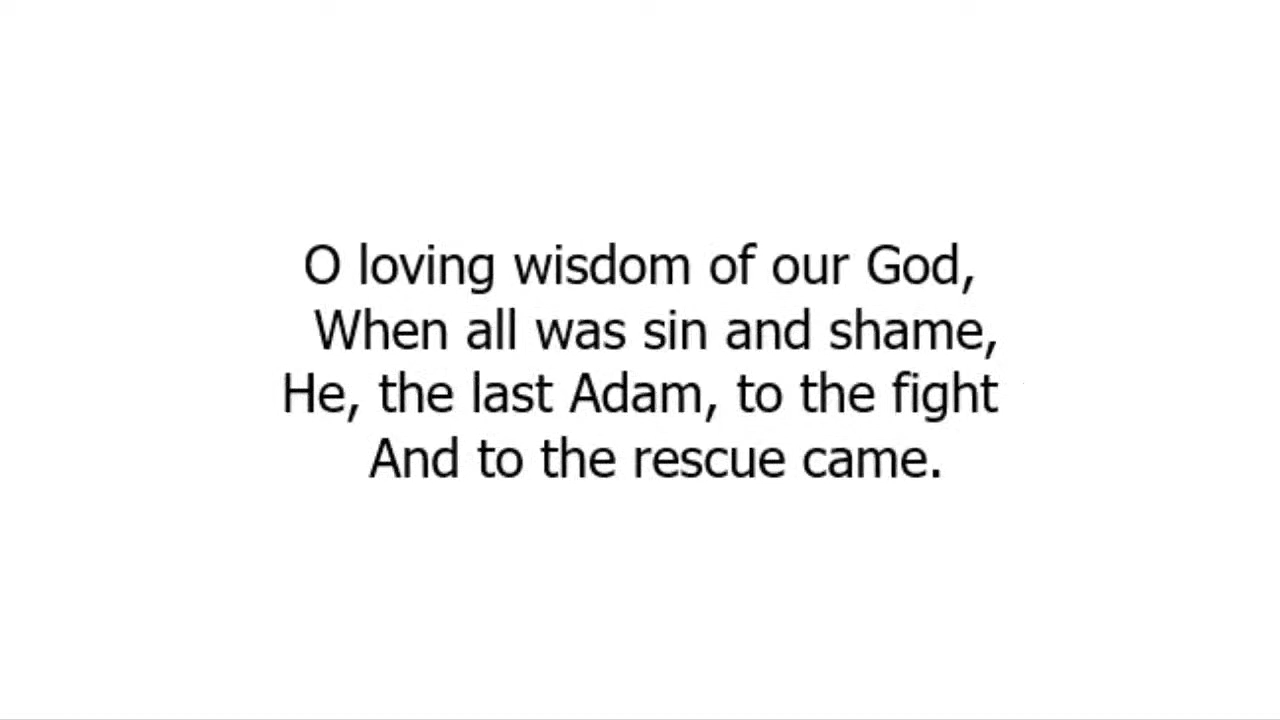 O loving wisdom of our God,
When all was sin and shame,
He, the last Adam, to the fight
And to the rescue came.